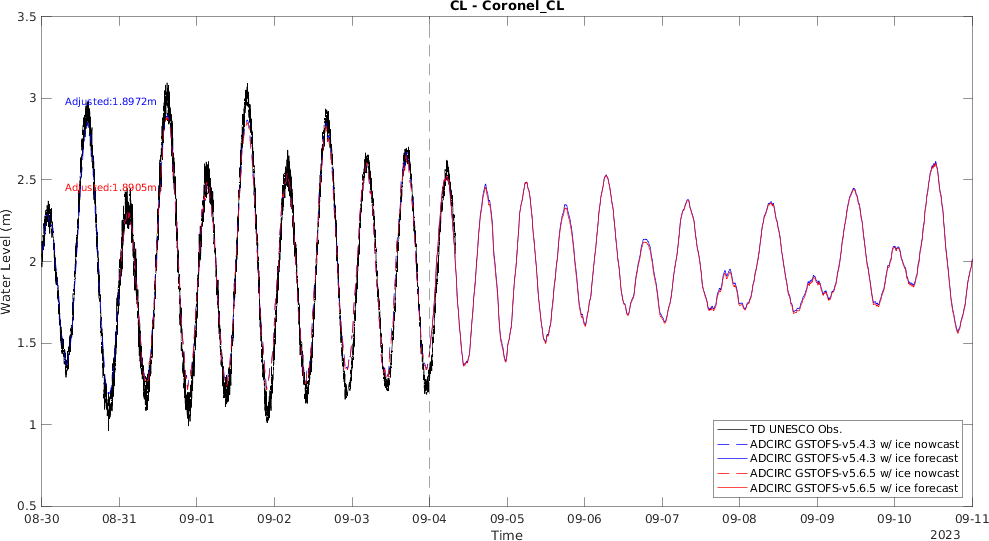 CL - Coronel_CL
3.5
3
2.5
2
1.5
1
0.5
Water Level (m)
Adjusted:1.8972m
Adjusted:1.8905m
TD UNESCO Obs.
ADCIRC GSTOFS-v5.4.3 w/ ice nowcast
ADCIRC GSTOFS-v5.4.3 w/ ice forecast
ADCIRC GSTOFS-v5.6.5 w/ ice nowcast
ADCIRC GSTOFS-v5.6.5 w/ ice forecast
08-30 08-31 09-01 09-02 09-03 09-04 09-05 09-06 09-07 09-08 09-09 09-10 09-11
Time
2023